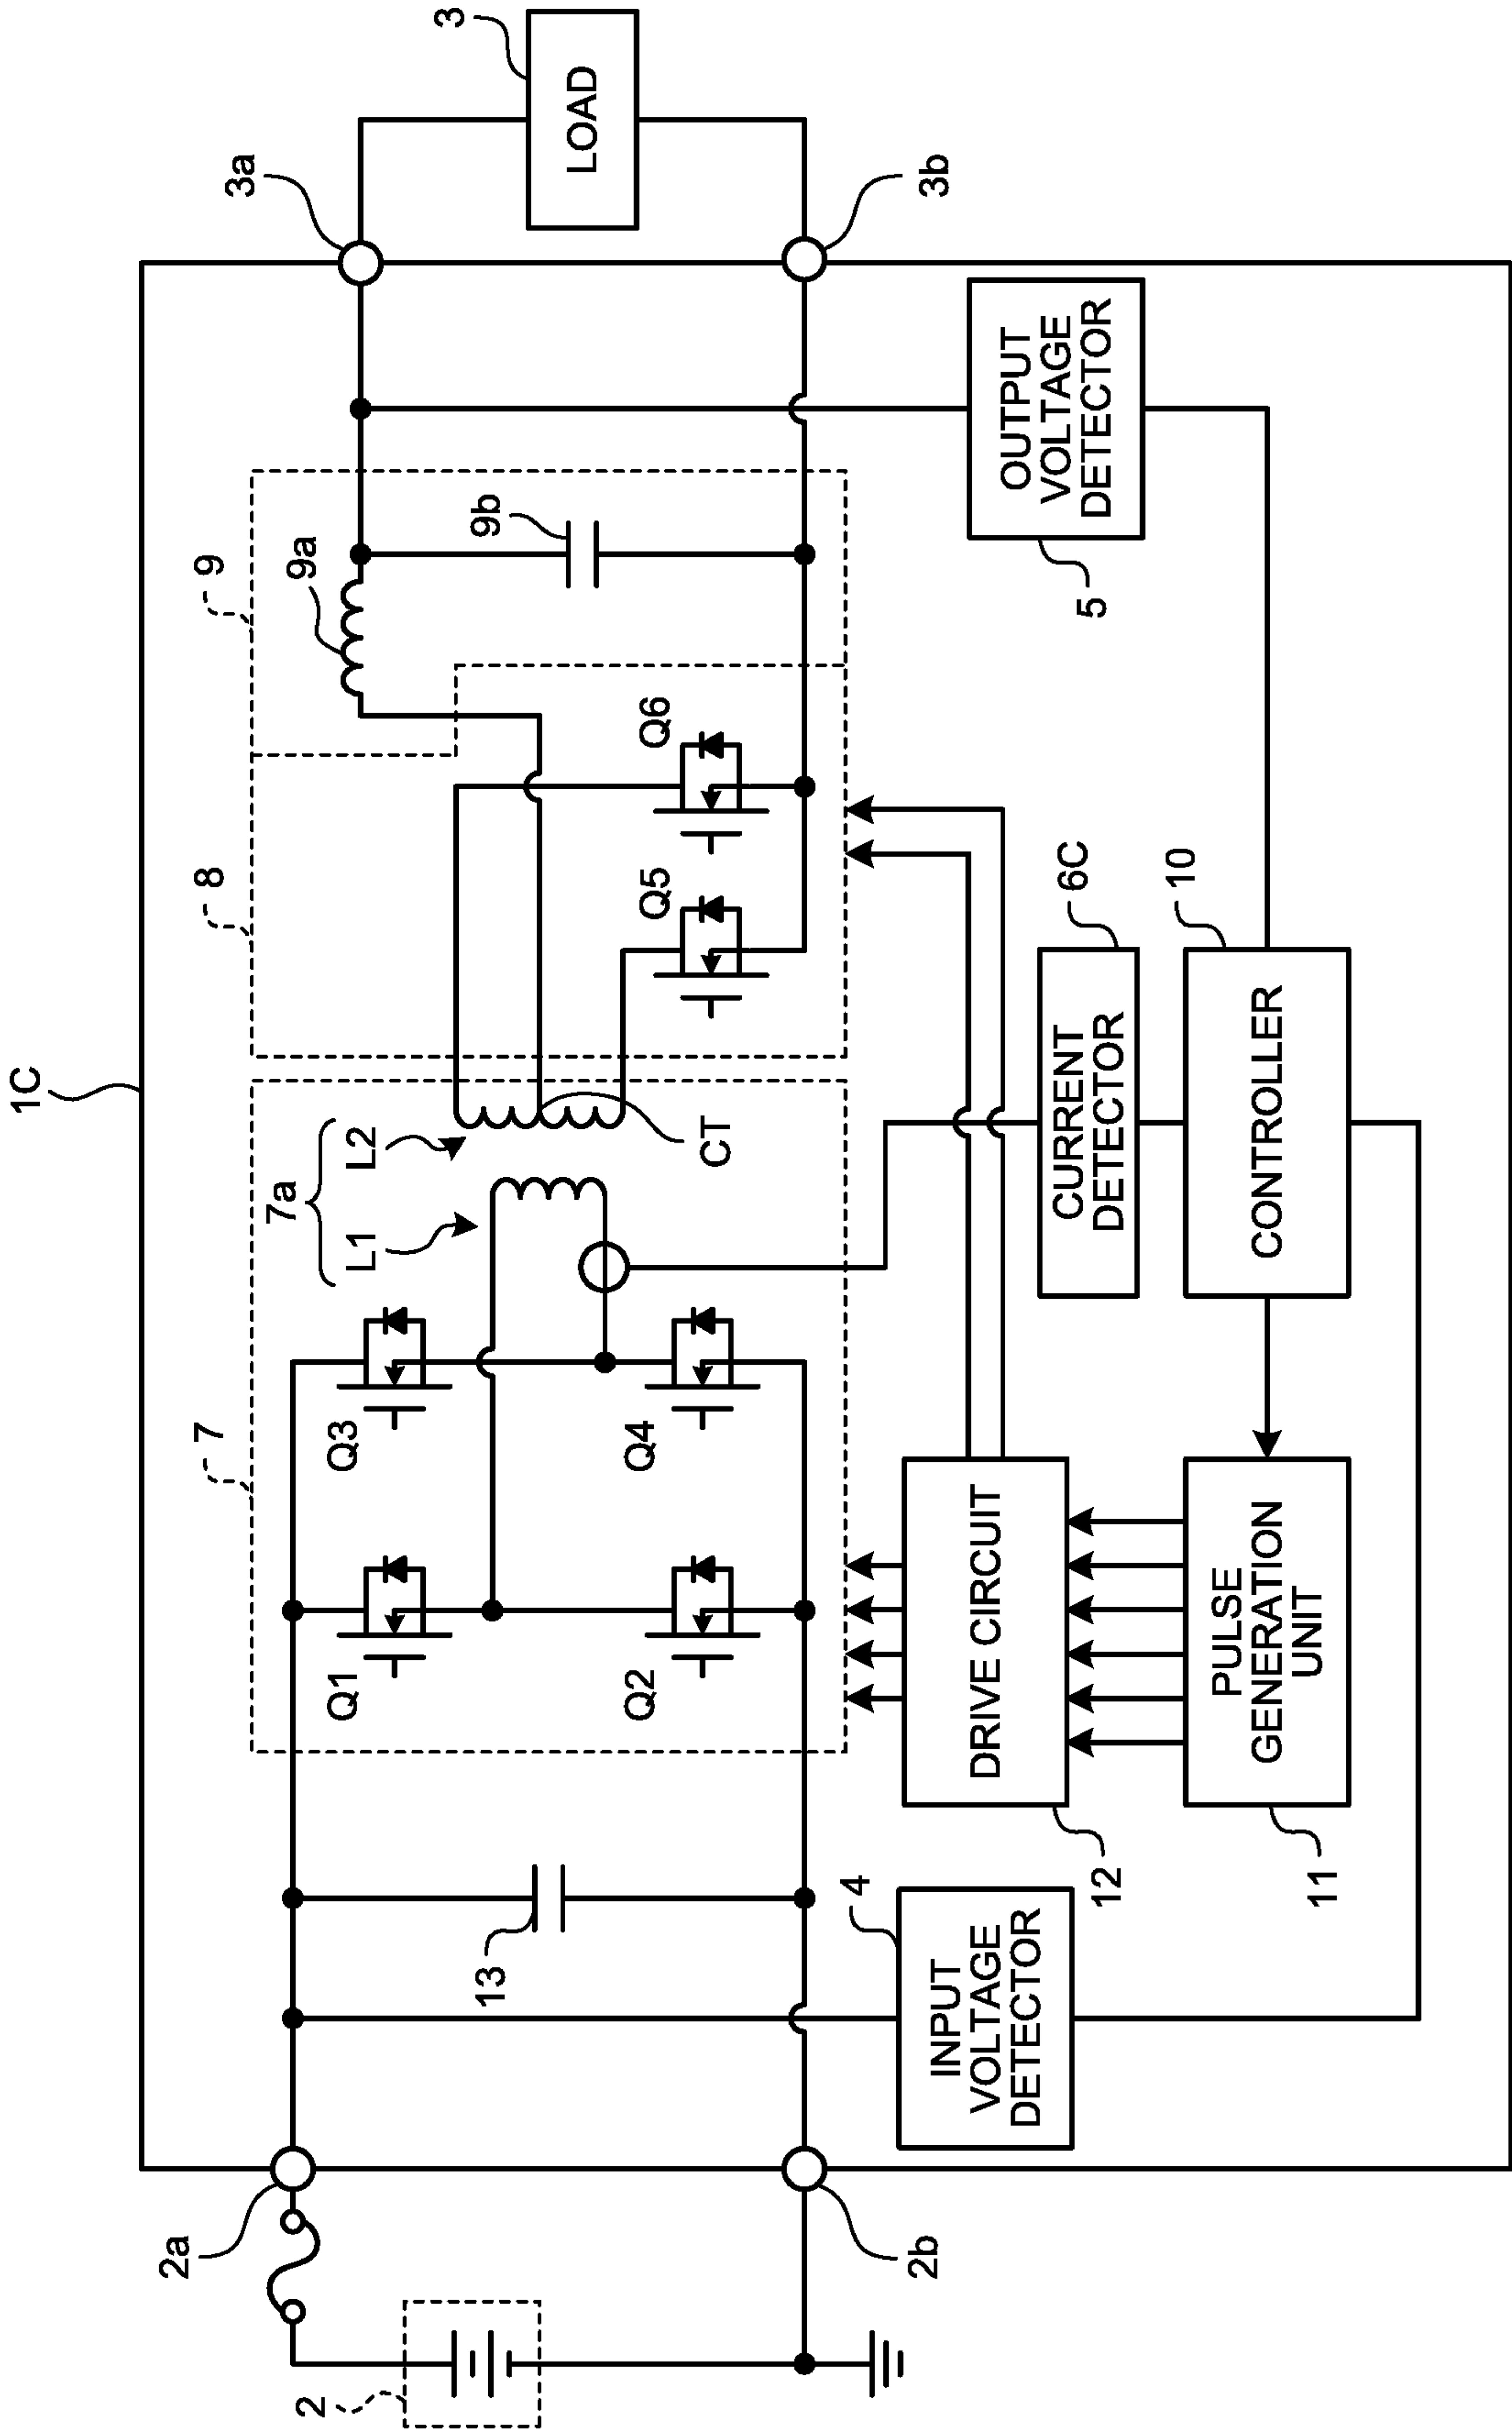 1C
7
7a
L1
L2
8
9
9a
3a
3
2a
Q1
Q3
CT
Q5
Q6
9b
LOAD
2
13
Q2
Q4
2b
3b
4
INPUT
VOLTAGE
DETECTOR
12
DRIVE CIRCUIT
11
PULSE
GENERATION
UNIT
CURRENT
DETECTOR
6C
CONTROLLER
10
OUTPUT
VOLTAGE
DETECTOR
5